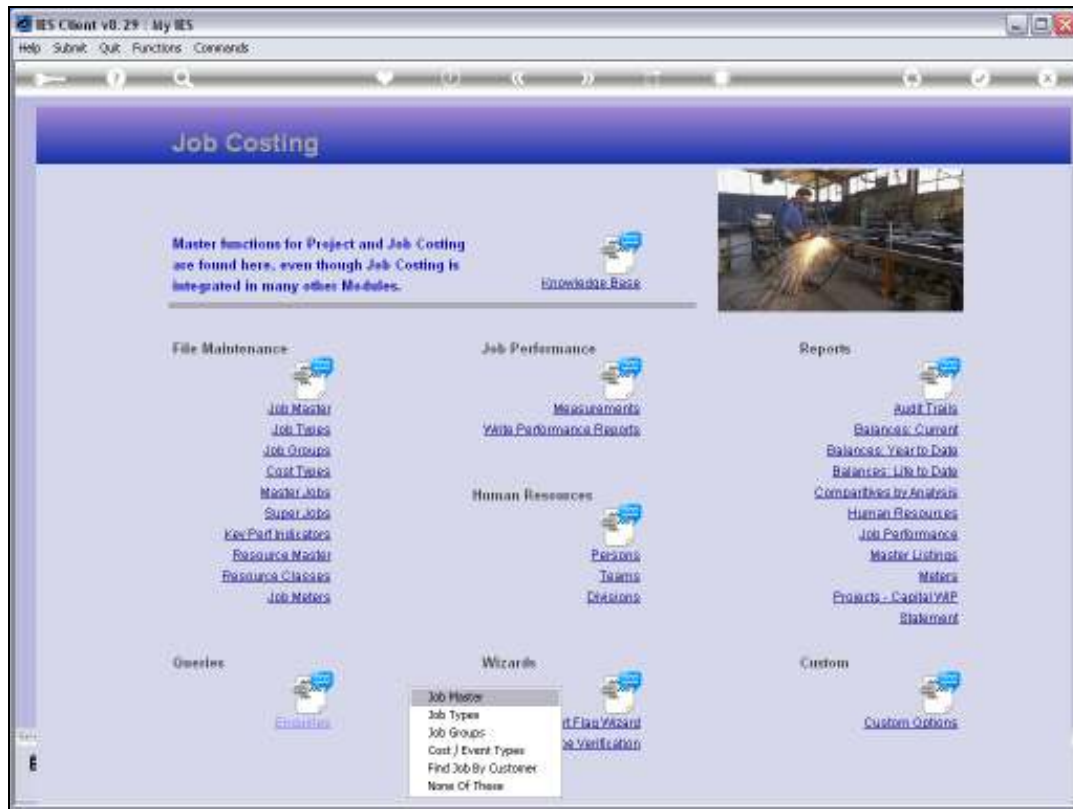 IES Client v8.29 : My IES
Help Submit Quit Functions Commands
Job Costing
Master functions for Project and Job Costing
are found here, even though Job Costing is
integrated in many other Modules.
Knowledge Base
File Maintenance
Job Master
Job Types
Job Groups
Cost Types
Master Jobs
Super Jobs
Key Perf Indicators
Resource Master
Resource Classes
Job Meters
Job Performance
Measurements
Write Performance Reports
Human Resources
Persons
Teams
Divisions
Reports
Audit Trails
Balances: Current
Balances: Year to Date
Balances: Life to Date
Comparitives by Analysis
Human Resources
Job Performance
Master Listings
Meters
Projects - Capital WIP
Statement
Queries
Enquiries
Wizards
rt Flag Wizard
pe Verification
Job Master
Job Types
Job Groups
Cost / Event Types
Find Job By Customer
None Of These
Custom
Custom Options